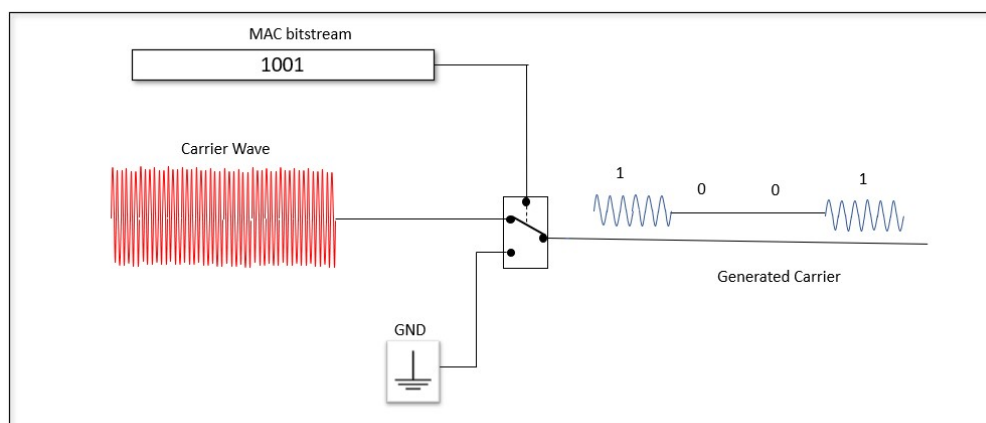 MAC bitstream
1001
Carrier Wave
1
0
0
1
Generated Carrier
GND